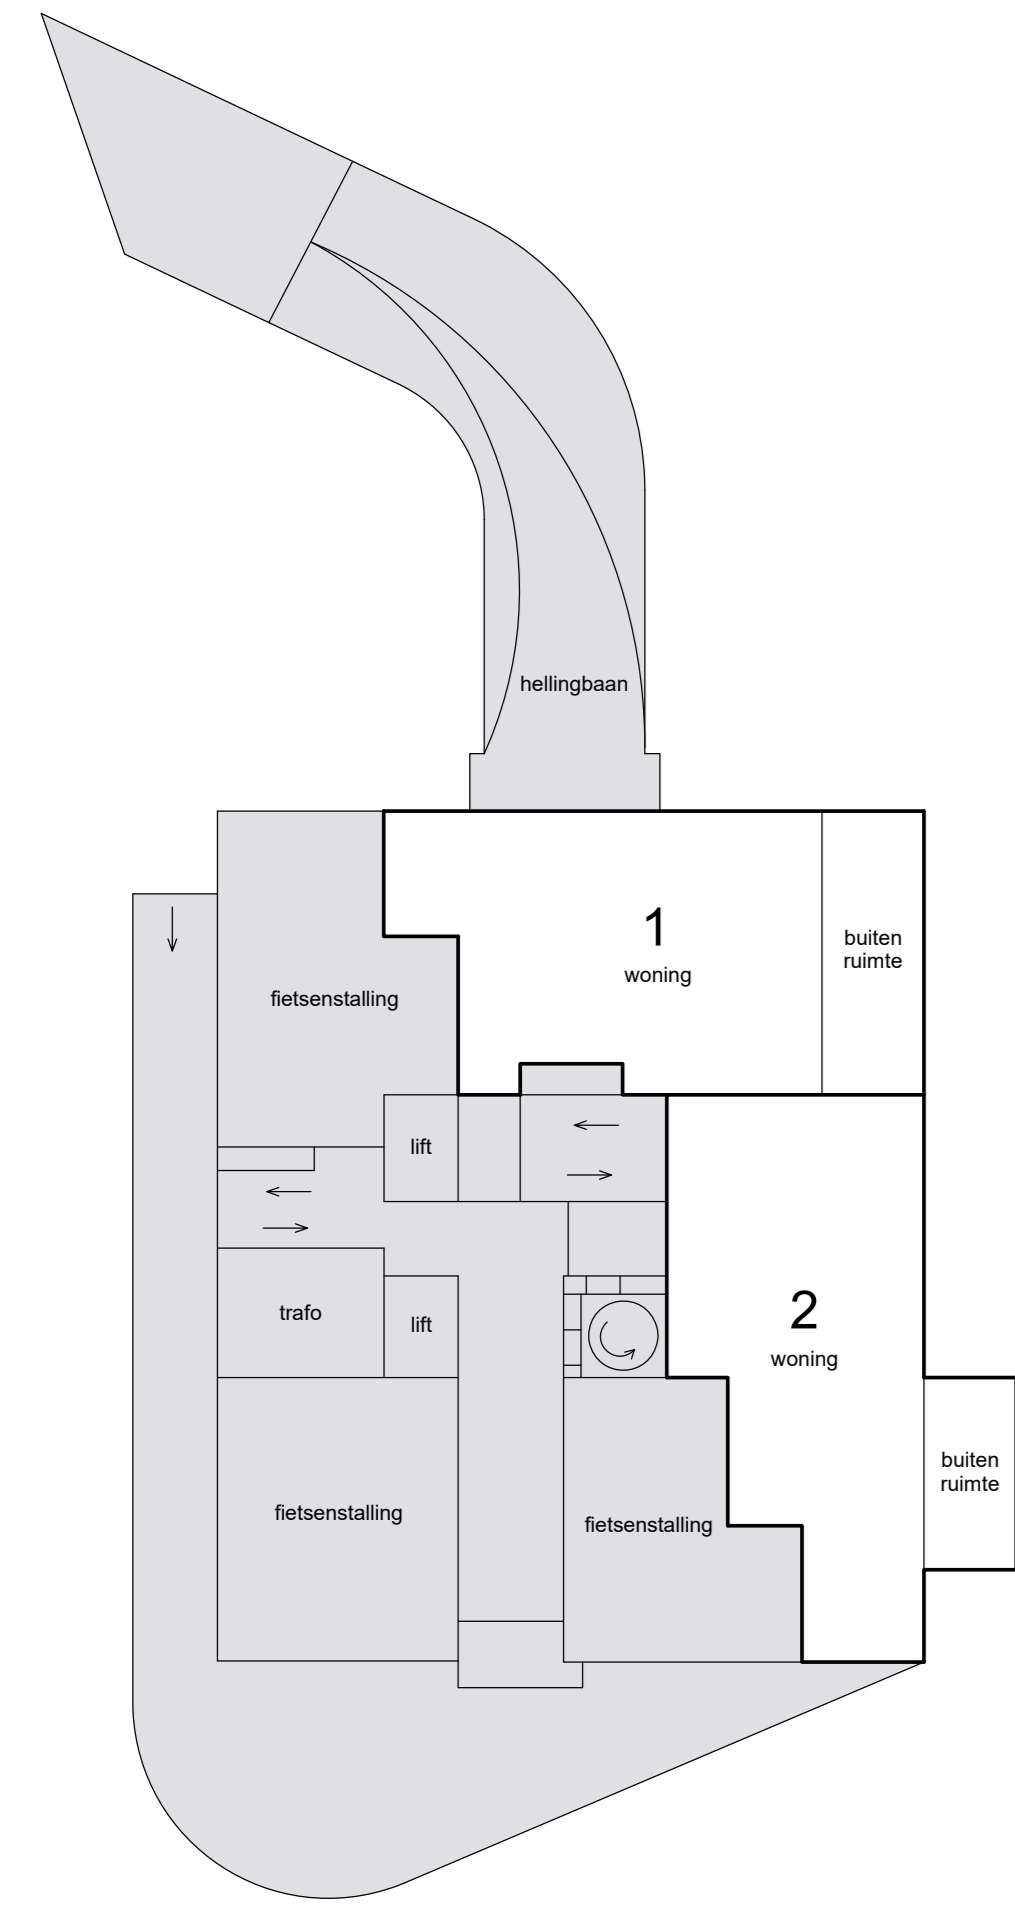 hellingbaan
1
woning
buiten
ruimte
fietsenstalling
lift
trafo
lift
2
woning
buiten
ruimte
fietsenstalling
fietsenstalling